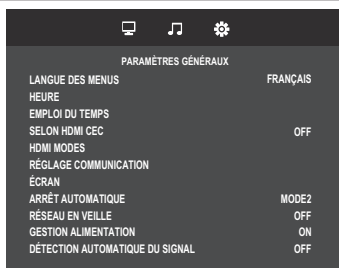 PARAMÈTRES GÉNÉRAUX
LANGUE DES MENUS FRANÇAIS
HEURE
EMPLOI DU TEMPS
SELON HDMI CEC OFF
HDMI MODES
RÉGLAGE COMMUNICATION
ÉCRAN
ARRÊT AUTOMATIQUE MODE2
RÉSEAU EN VEILLE OFF
GESTION ALIMENTATION ON
DÉTECTION AUTOMATIQUE DU SIGNAL OFF